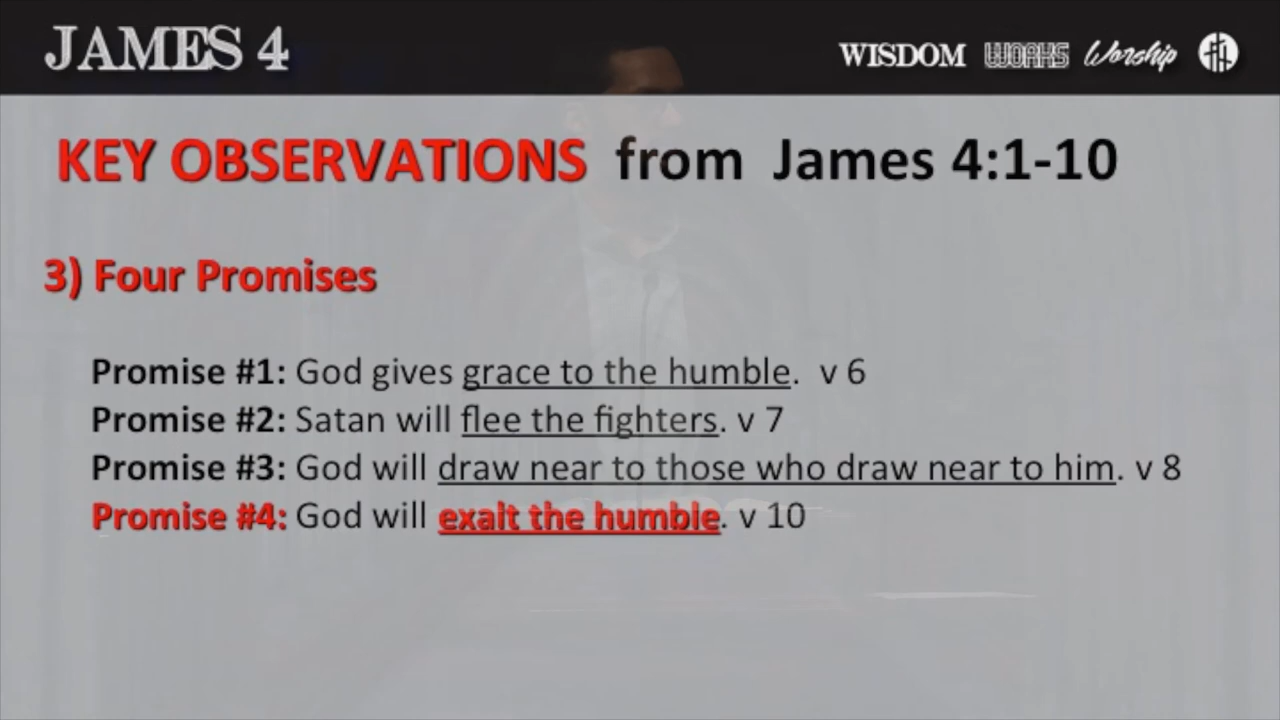 JAMES 4
WISDOM WORKS Worship
KEY OBSERVATIONS from James 4:1-10
3) Four Promises
Promise #1: God gives grace to the humble. v 6
Promise #2: Satan will flee the fighters. v 7
Promise #3: God will draw near to those who draw near to him. v 8
Promise #4: God will exalt the humble. v 10